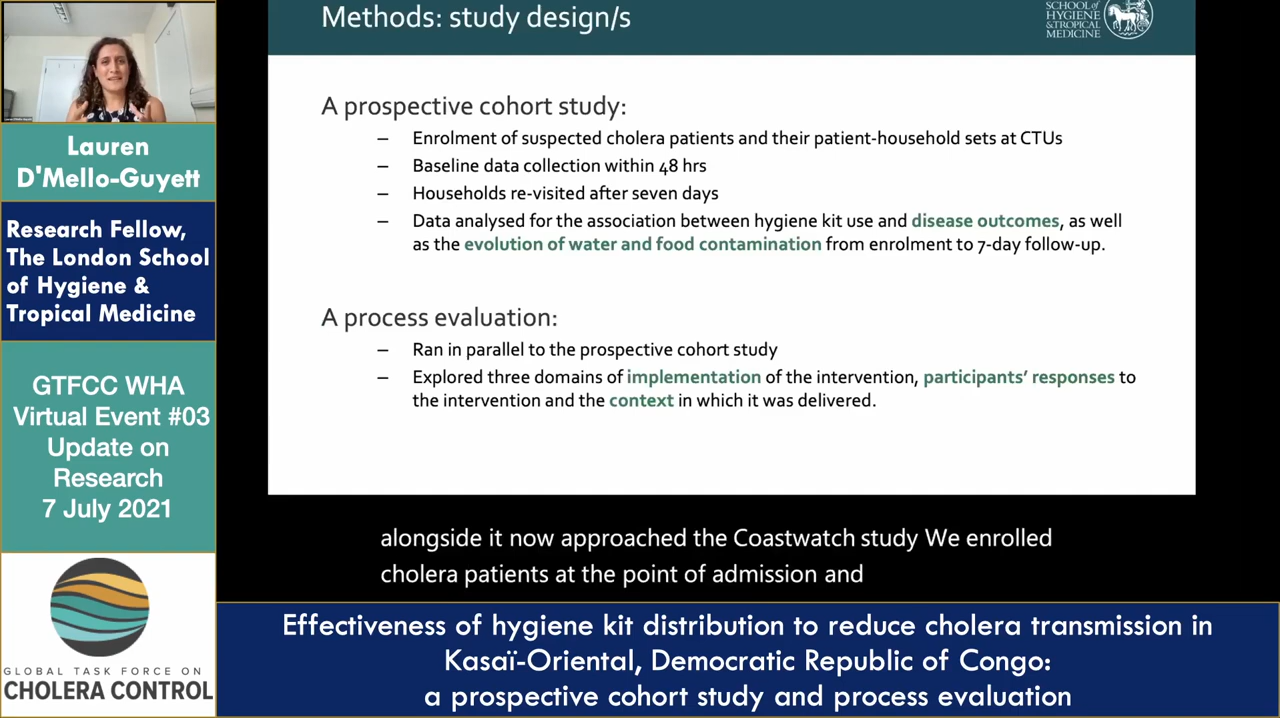 Lauren
D'Mello-Guyett
Research Fellow,
The London School
of Hygiene &
Tropical Medicine
GTFCC WHA
Virtual Event #03
Update on
Research
7 July 2021
GLOBAL TASK FORCE ON
CHOLERA CONTROL
Methods: study design/s
SCHOOL of
HYGIENE
& TROPICAL
MEDICINE
A prospective cohort study:
– Enrolment of suspected cholera patients and their patient-household sets at CTUs
– Baseline data collection within 48 hrs
– Households re-visited after seven days
– Data analysed for the association between hygiene kit use and disease outcomes, as well
as the evolution of water and food contamination from enrolment to 7-day follow-up.
A process evaluation:
– Ran in parallel to the prospective cohort study
– Explored three domains of implementation of the intervention, participants' responses to
the intervention and the context in which it was delivered.
alongside it now approached the Coastwatch study We enrolled
cholera patients at the point of admission and
Effectiveness of hygiene kit distribution to reduce cholera transmission in
Kasaï-Oriental, Democratic Republic of Congo:
a prospective cohort study and process evaluation